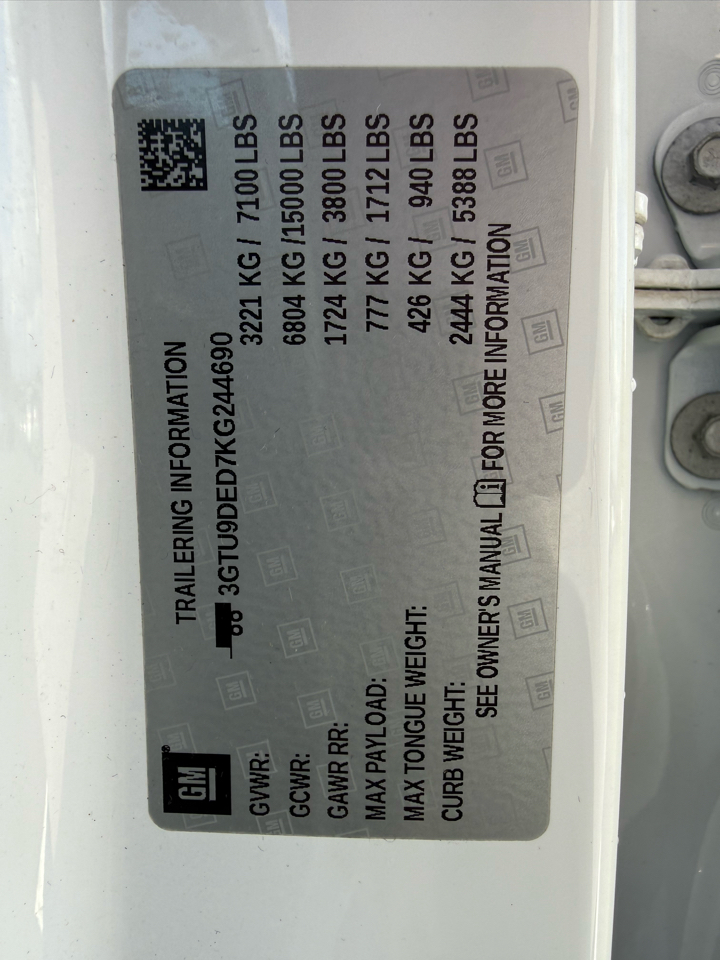 GM®
TRAILERING INFORMATION
3GTU9DED7KG244690
GVWR: 3221 KG / 7100 LBS
GCWR: 6804 KG /15000 LBS
GAWR RR: 1724 KG / 3800 LBS
MAX PAYLOAD: 777 KG / 1712 LBS
MAX TONGUE WEIGHT: 426 KG / 940 LBS
CURB WEIGHT: 2444 KG / 5388 LBS
SEE OWNER'S MANUAL FOR MORE INFORMATION